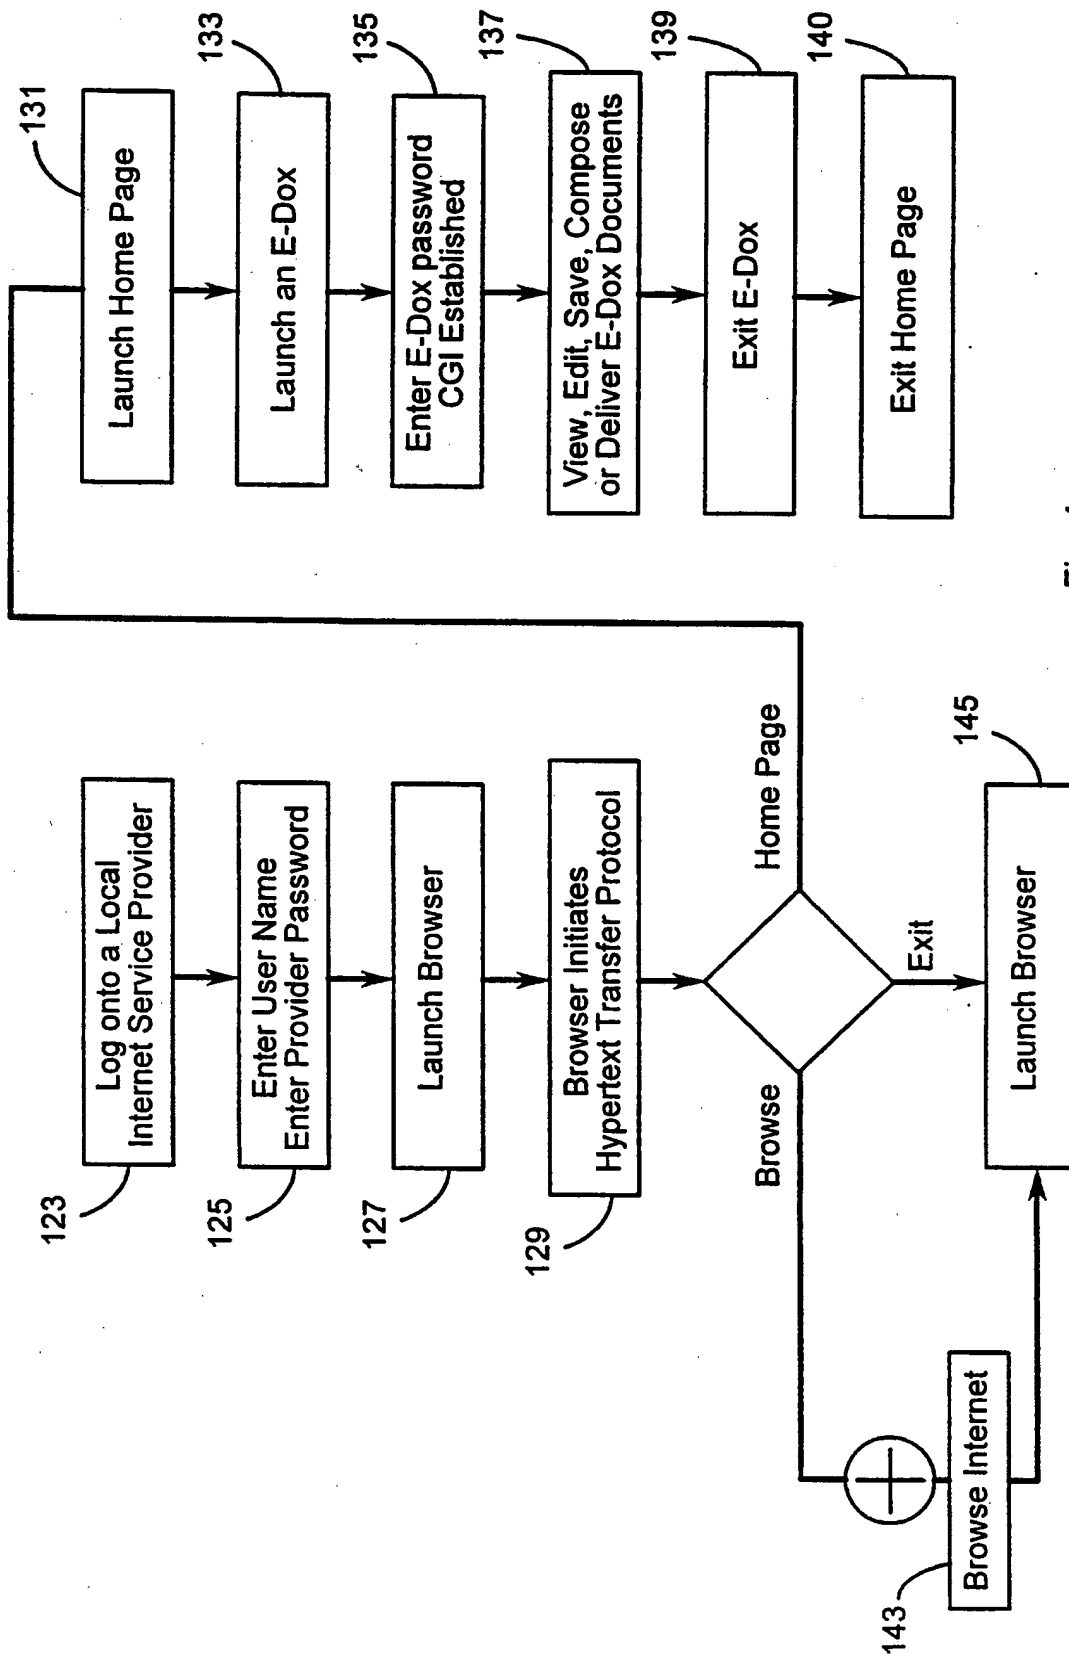 123
Log onto a Local
Internet Service Provider
125
Enter User Name
Enter Provider Password
127
Launch Browser
129
Browser Initiates
Hypertext Transfer Protocol
Browse
Home Page
Exit
143
Browse Internet
145
Launch Browser
131
Launch Home Page
133
Launch an E-Dox
135
Enter E-Dox password
CGI Established
137
View, Edit, Save, Compose
or Deliver E-Dox Documents
139
Exit E-Dox
140
Exit Home Page